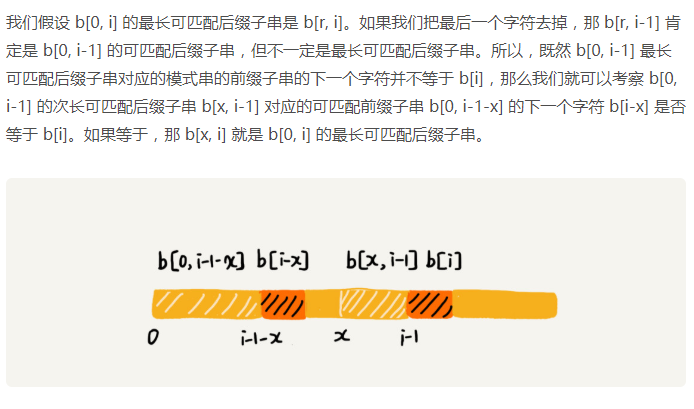 我们假设 b[0, i] 的最长可匹配后缀子串是 b[r, i]。如果我们把最后一个字符去掉，那 b[r, i-1] 肯
定是 b[0, i-1] 的可匹配后缀子串，但不一定是最长可匹配后缀子串。所以，既然 b[0, i-1] 最长
可匹配后缀子串对应的模式串的前缀子串的下一个字符并不等于 b[i]，那么我们就可以考察 b[0,
i-1] 的次长可匹配后缀子串 b[x, i-1] 对应的可匹配前缀子串 b[0, i-1-x] 的下一个字符 b[i-x] 是否
等于 b[i]。如果等于，那 b[x, i] 就是 b[0, i] 的最长可匹配后缀子串。
b[0, i-1-x] b[i-x] b[x, i-1] b[i]
0 i-1-x x i-1